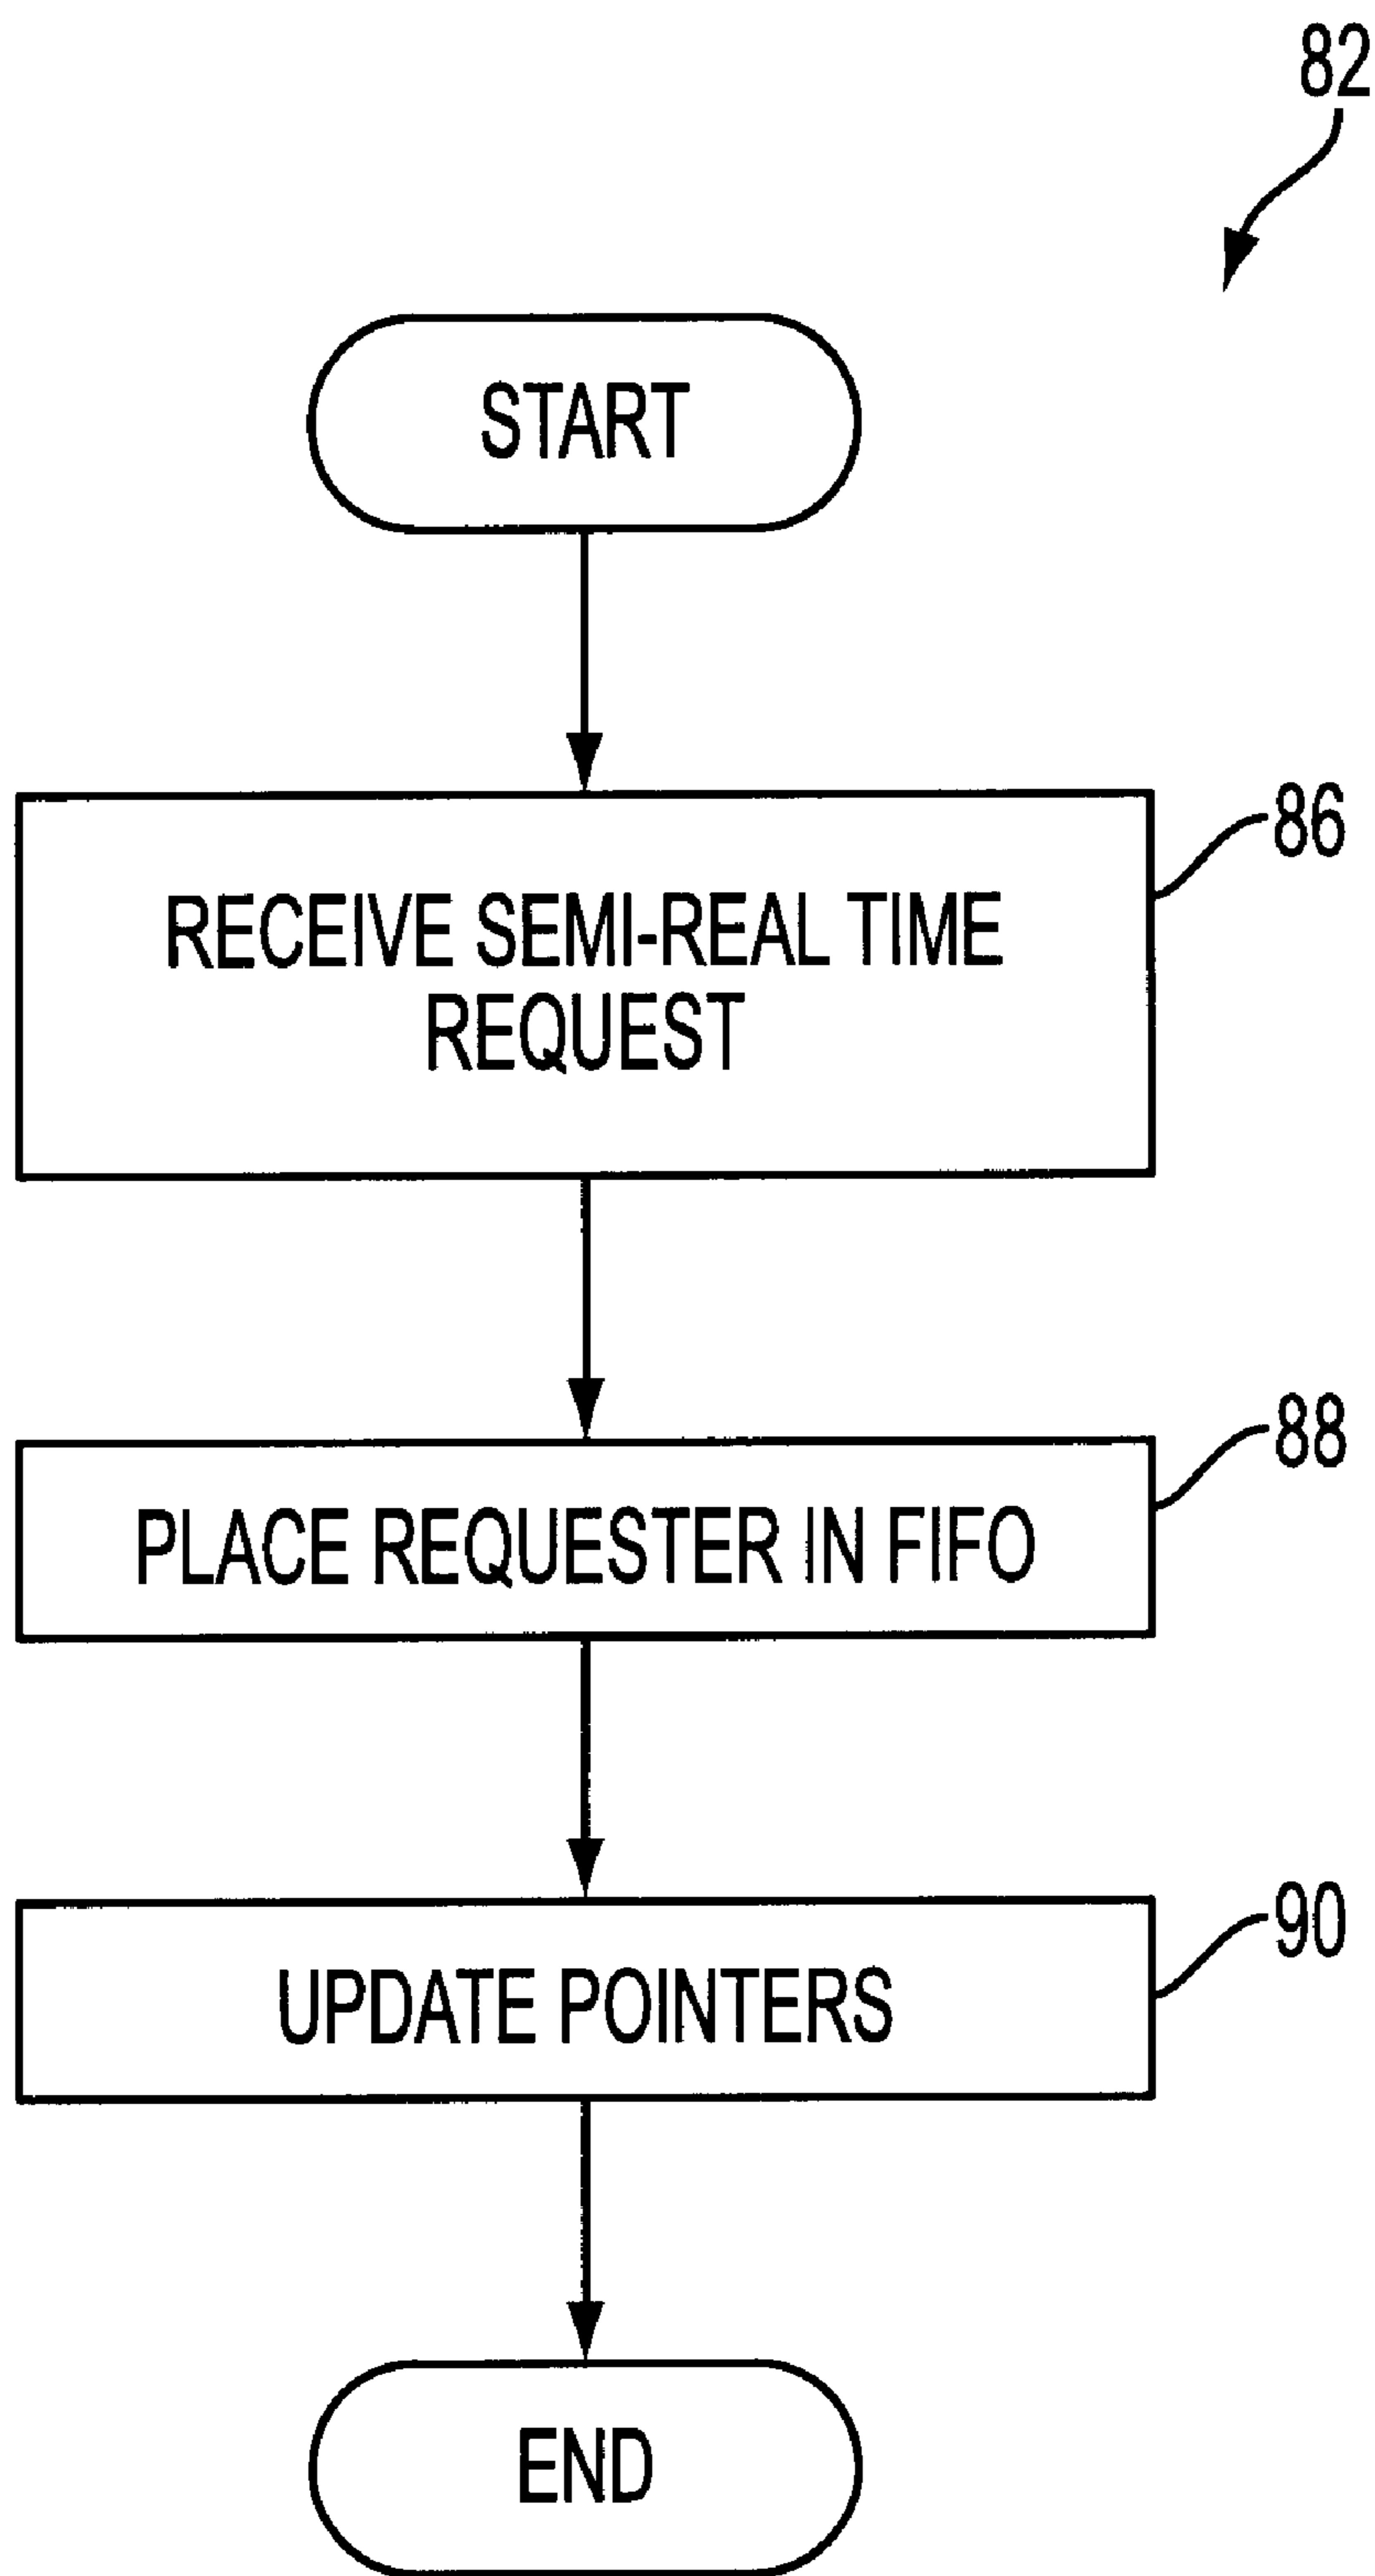 82
START
86
RECEIVE SEMI-REAL TIME
REQUEST
88
PLACE REQUESTER IN FIFO
90
UPDATE POINTERS
END